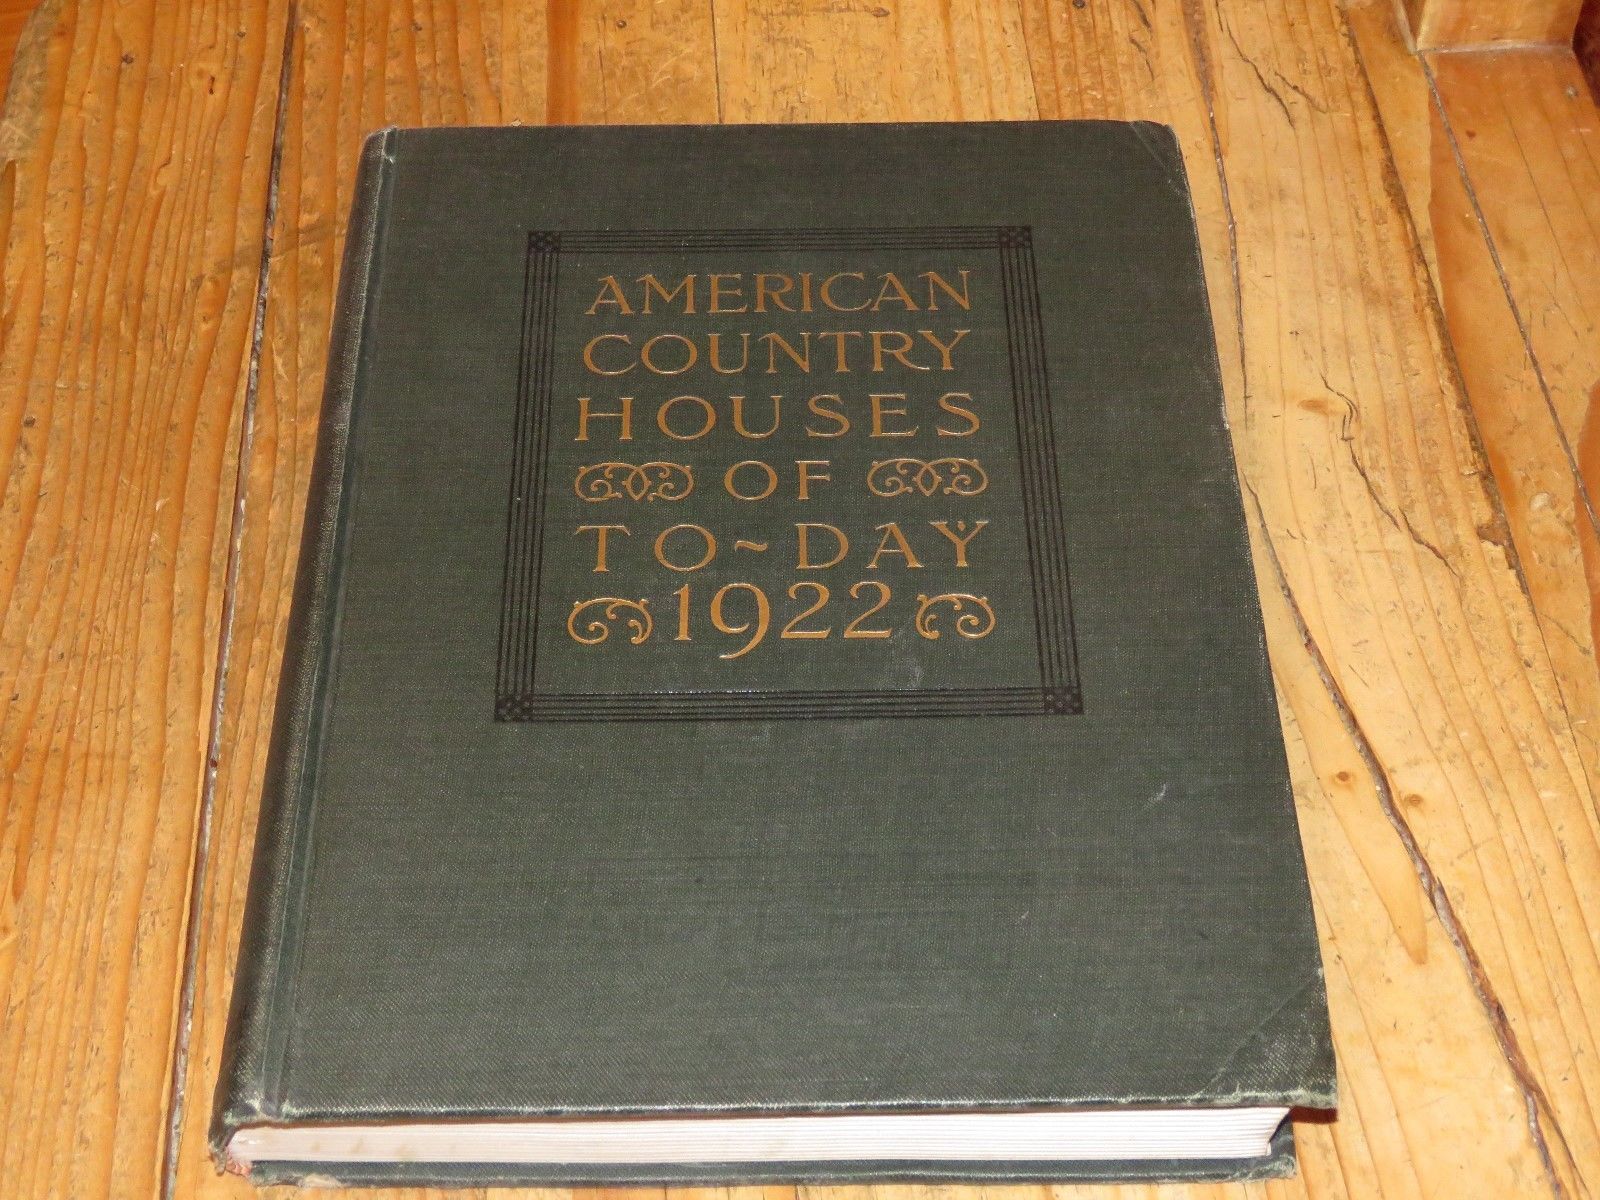 AMERICAN
COUNTRY
HOUSES
OF
TO~DAY
1922